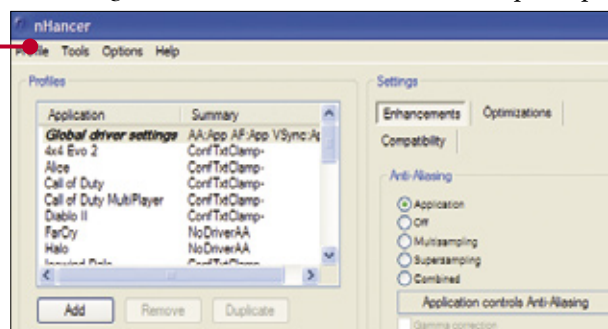 nHancer
Profile Tools Options Help
Profiles
Settings
Application Summary
Global driver settings AA:App AF:App VSync:Ap
4x4 Evo 2 ConfTxtClamp-
Alice ConfTxtClamp-
Call of Duty ConfTxtClamp-
Call of Duty MultiPlayer ConfTxtClamp-
Diablo II ConfTxtClamp-
FarCry NoDriverAA
Halo NoDriverAA
Enhancements Optimizations
Compatibility
Anti-Aliasing
Application
Off
Multisampling
Supersampling
Combined
Application controls Anti-Aliasing
Gamma correction
Add Remove Duplicate